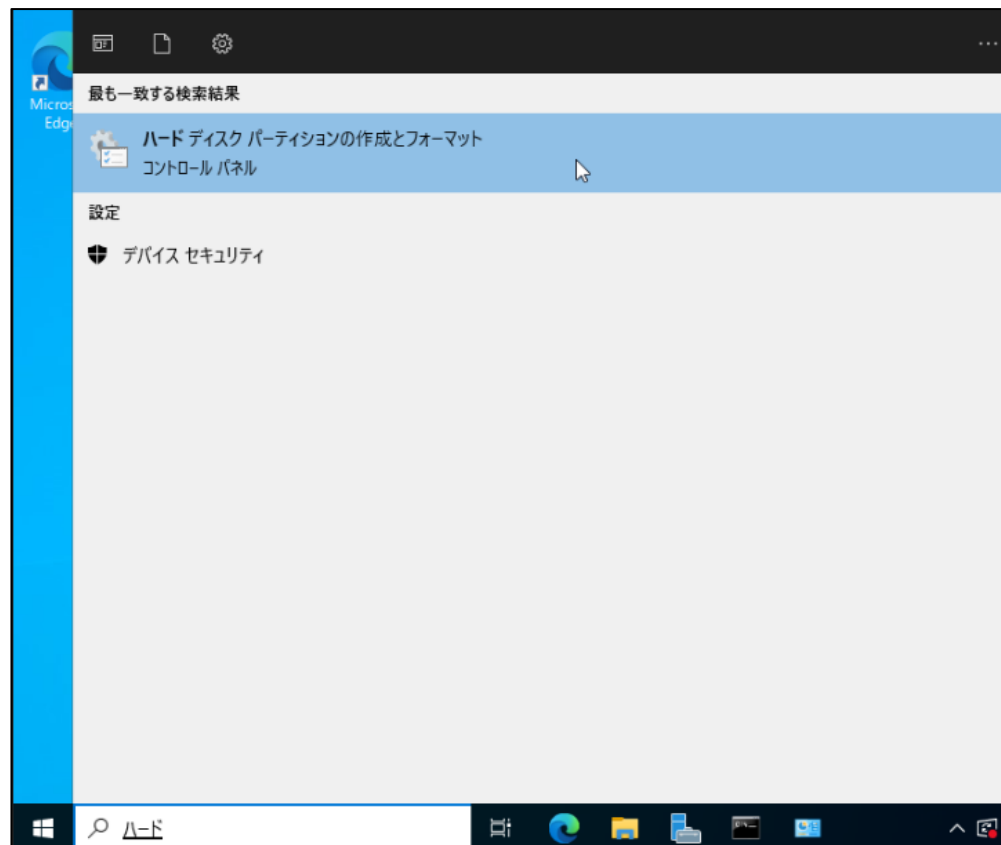 Micros
Edge
最も一致する検索結果
ハード ディスク パーティションの作成とフォーマット
コントロール パネル
設定
デバイス セキュリティ
ハード